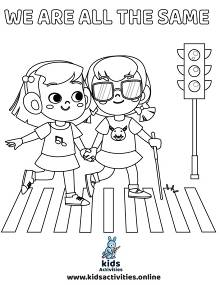 WE ARE ALL THE SAME
kids
Activities
www.kidsactivities.online